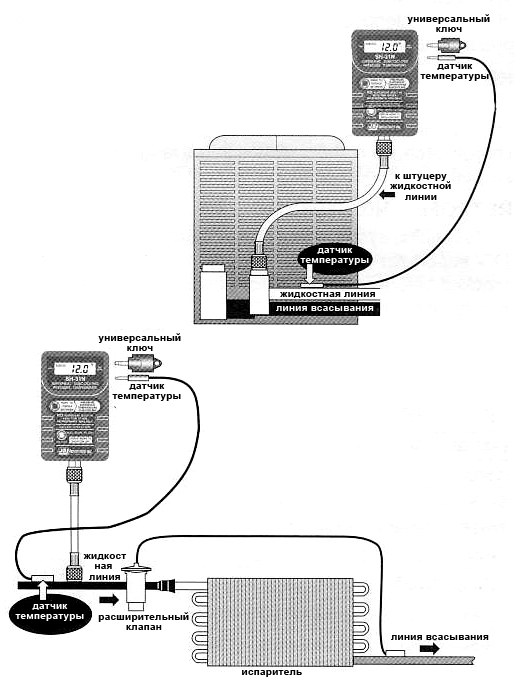 универсальный
ключ
12.0°
SH-31N
датчик
температуры
к штуцеру
жидкостной
линии
датчик
температуры
жидкостная линия
линия всасывания
универсальный
ключ
12.0°
SH-31N
датчик
температуры
жидкост
ная
линия
датчик
температуры
расширительный
клапан
линия всасывания
испаритель